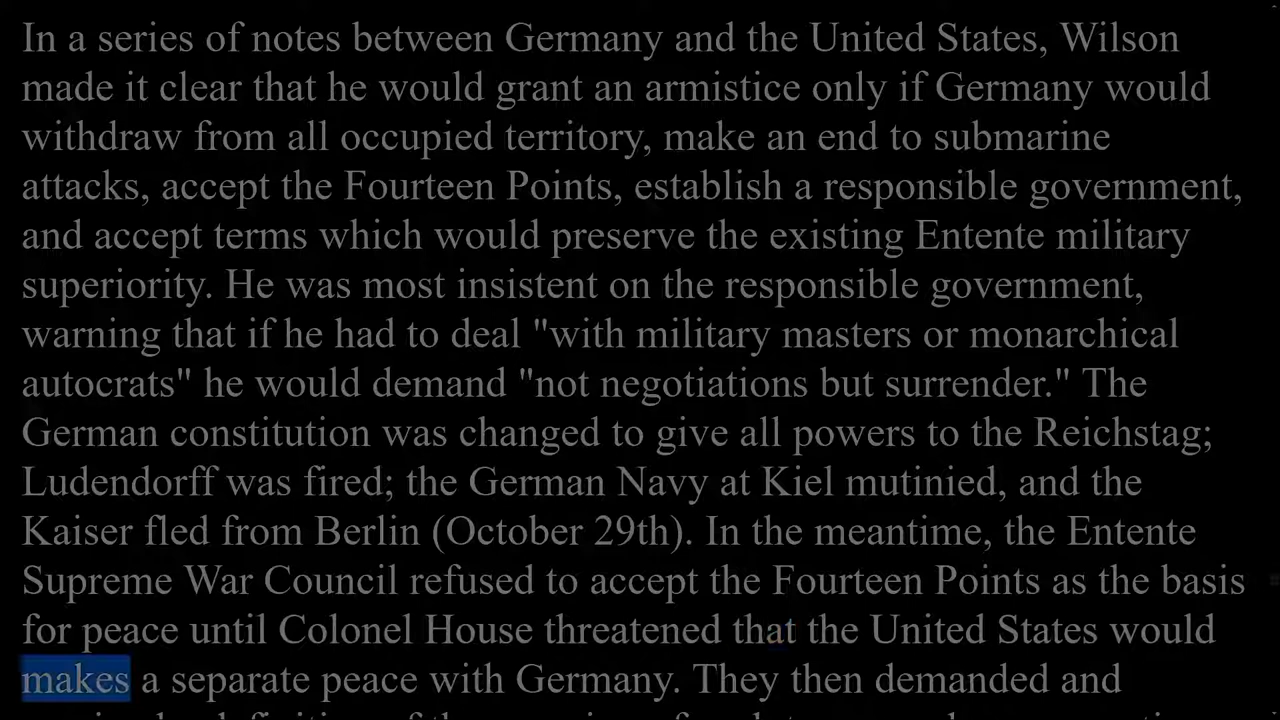 In a series of notes between Germany and the United States, Wilson
made it clear that he would grant an armistice only if Germany would
withdraw from all occupied territory, make an end to submarine
attacks, accept the Fourteen Points, establish a responsible government,
and accept terms which would preserve the existing Entente military
superiority. He was most insistent on the responsible government,
warning that if he had to deal "with military masters or monarchical
autocrats" he would demand "not negotiations but surrender." The
German constitution was changed to give all powers to the Reichstag;
Ludendorff was fired; the German Navy at Kiel mutinied, and the
Kaiser fled from Berlin (October 29th). In the meantime, the Entente
Supreme War Council refused to accept the Fourteen Points as the basis
for peace until Colonel House threatened that the United States would
makes a separate peace with Germany. They then demanded and